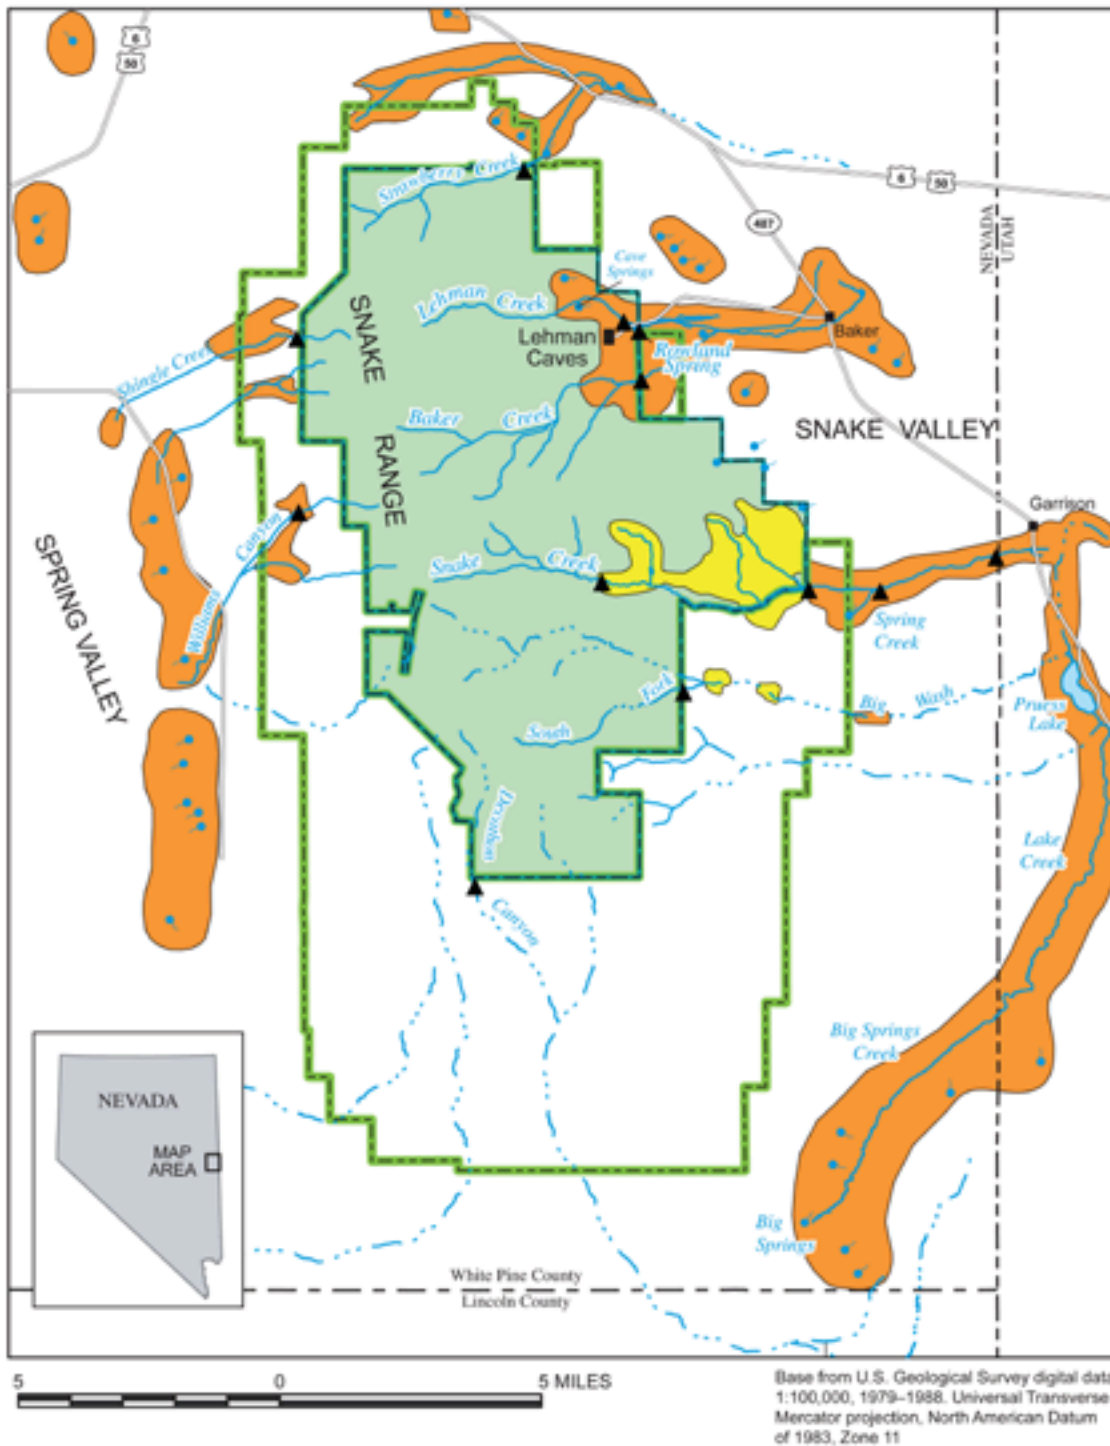 6
50
Strawberry Creek
6
50
487
NEVADA
UTAH
Cave
Springs
Lehman Creek
SNAKE
RANGE
Lehman
Caves
Baker
Rowland
Spring
Shingle Creek
Baker Creek
SNAKE VALLEY
Garrison
SPRING VALLEY
Williams Canyon
Snake Creek
Spring
Creek
South Fork
Big Wash
Pruess
Lake
Decathon
Canyon
Lake
Creek
Big Springs
Creek
NEVADA
MAP
AREA
Big
Springs
White Pine County
Lincoln County
5 0 5 MILES
Base from U.S. Geological Survey digital data
1:100,000, 1979–1988. Universal Transverse
Mercator projection, North American Datum
of 1983, Zone 11